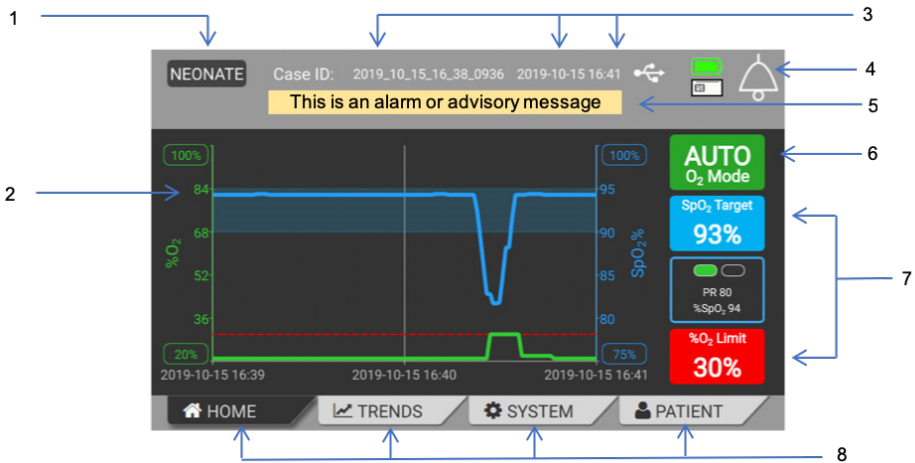 1
3
NEONATE Case ID: 2019_10_15_16_38_0936 2019-10-15 16:41
4
This is an alarm or advisory message
5
6
AUTO
O₂ Mode
100%
100%
2
84
95
SpO₂ Target
93%
68
90
%O₂
SpO₂%
7
52
85
PR 80
%SpO₂ 94
36
80
%O₂ Limit
30%
20%
75%
2019-10-15 16:39 2019-10-15 16:40 2019-10-15 16:41
HOME TRENDS SYSTEM PATIENT
8